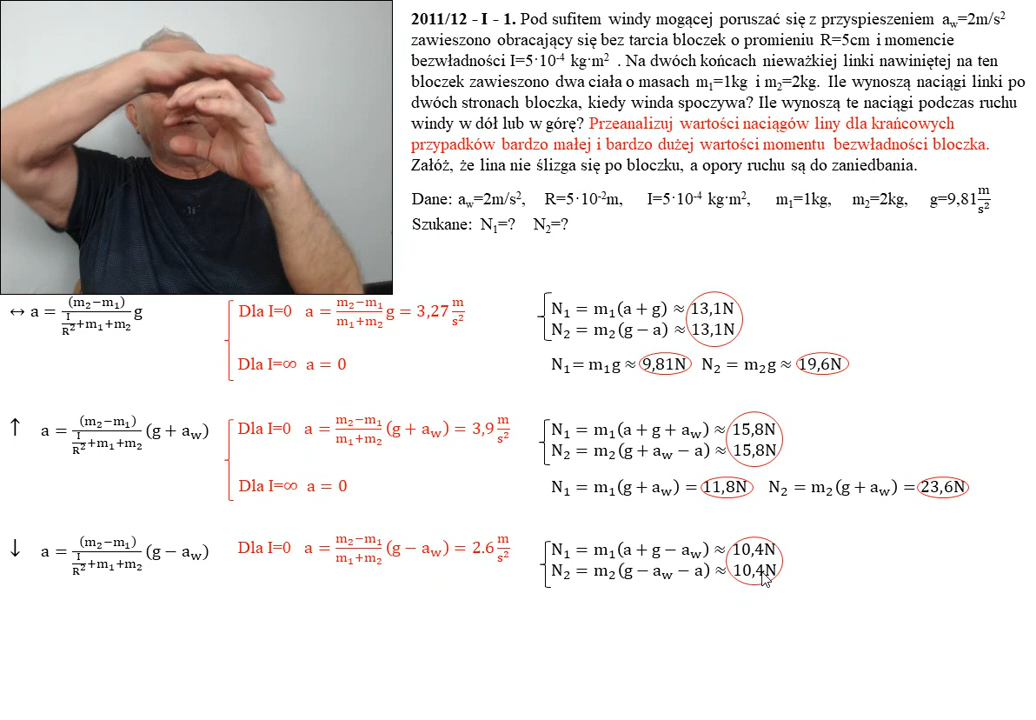 2011/12 - I - 1. Pod sufitem windy mogącej poruszać się z przyspieszeniem a_w=2m/s²
zawieszono obracający się bez tarcia bloczek o promieniu R=5cm i momencie
bezwładności I=5·10⁻⁴ kg·m² . Na dwóch końcach nieważkiej linki nawiniętej na ten
bloczek zawieszono dwa ciała o masach m₁=1kg i m₂=2kg. Ile wynoszą naciągi linki po
dwóch stronach bloczka, kiedy winda spoczywa? Ile wynoszą te naciągi podczas ruchu
windy w dół lub w górę? Przeanalizuj wartości naciągów liny dla krańcowych
przypadków bardzo małej i bardzo dużej wartości momentu bezwładności bloczka.
Załóż, że lina nie ślizga się po bloczku, a opory ruchu są do zaniedbania.
Dane: a_w=2m/s², R=5·10⁻²m, I=5·10⁻⁴ kg·m², m₁=1kg, m₂=2kg, g=9,81 m/s²
Szukane: N₁=? N₂=?
↔ a = (m₂−m₁)/(I/R²+m₁+m₂) g
Dla I=0 a = (m₂−m₁)/(m₁+m₂) g = 3,27 m/s²
N₁ = m₁(a + g) ≈ 13,1N
N₂ = m₂(g − a) ≈ 13,1N
Dla I=∞ a = 0
N₁= m₁g ≈ 9,81N N₂ = m₂g ≈ 19,6N
↑ a = (m₂−m₁)/(I/R²+m₁+m₂) (g + a_w)
Dla I=0 a = (m₂−m₁)/(m₁+m₂) (g + a_w) = 3,9 m/s²
N₁ = m₁(a + g + a_w) ≈ 15,8N
N₂ = m₂(g + a_w − a) ≈ 15,8N
Dla I=∞ a = 0
N₁ = m₁(g + a_w) = 11,8N N₂ = m₂(g + a_w) = 23,6N
↓ a = (m₂−m₁)/(I/R²+m₁+m₂) (g − a_w)
Dla I=0 a = (m₂−m₁)/(m₁+m₂) (g − a_w) = 2.6 m/s²
N₁ = m₁(a + g − a_w) ≈ 10,4N
N₂ = m₂(g − a_w − a) ≈ 10,4N